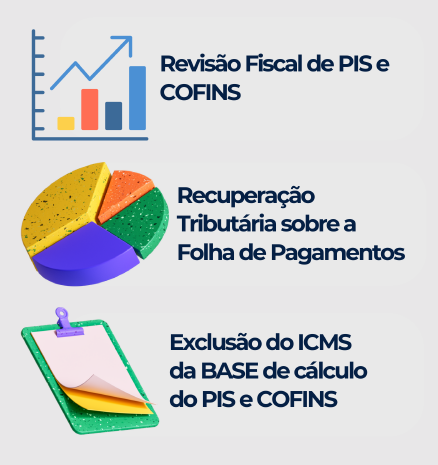 Revisão Fiscal de PIS e
COFINS
Recuperação
Tributária sobre a
Folha de Pagamentos
Exclusão do ICMS
da BASE de cálculo
do PIS e COFINS